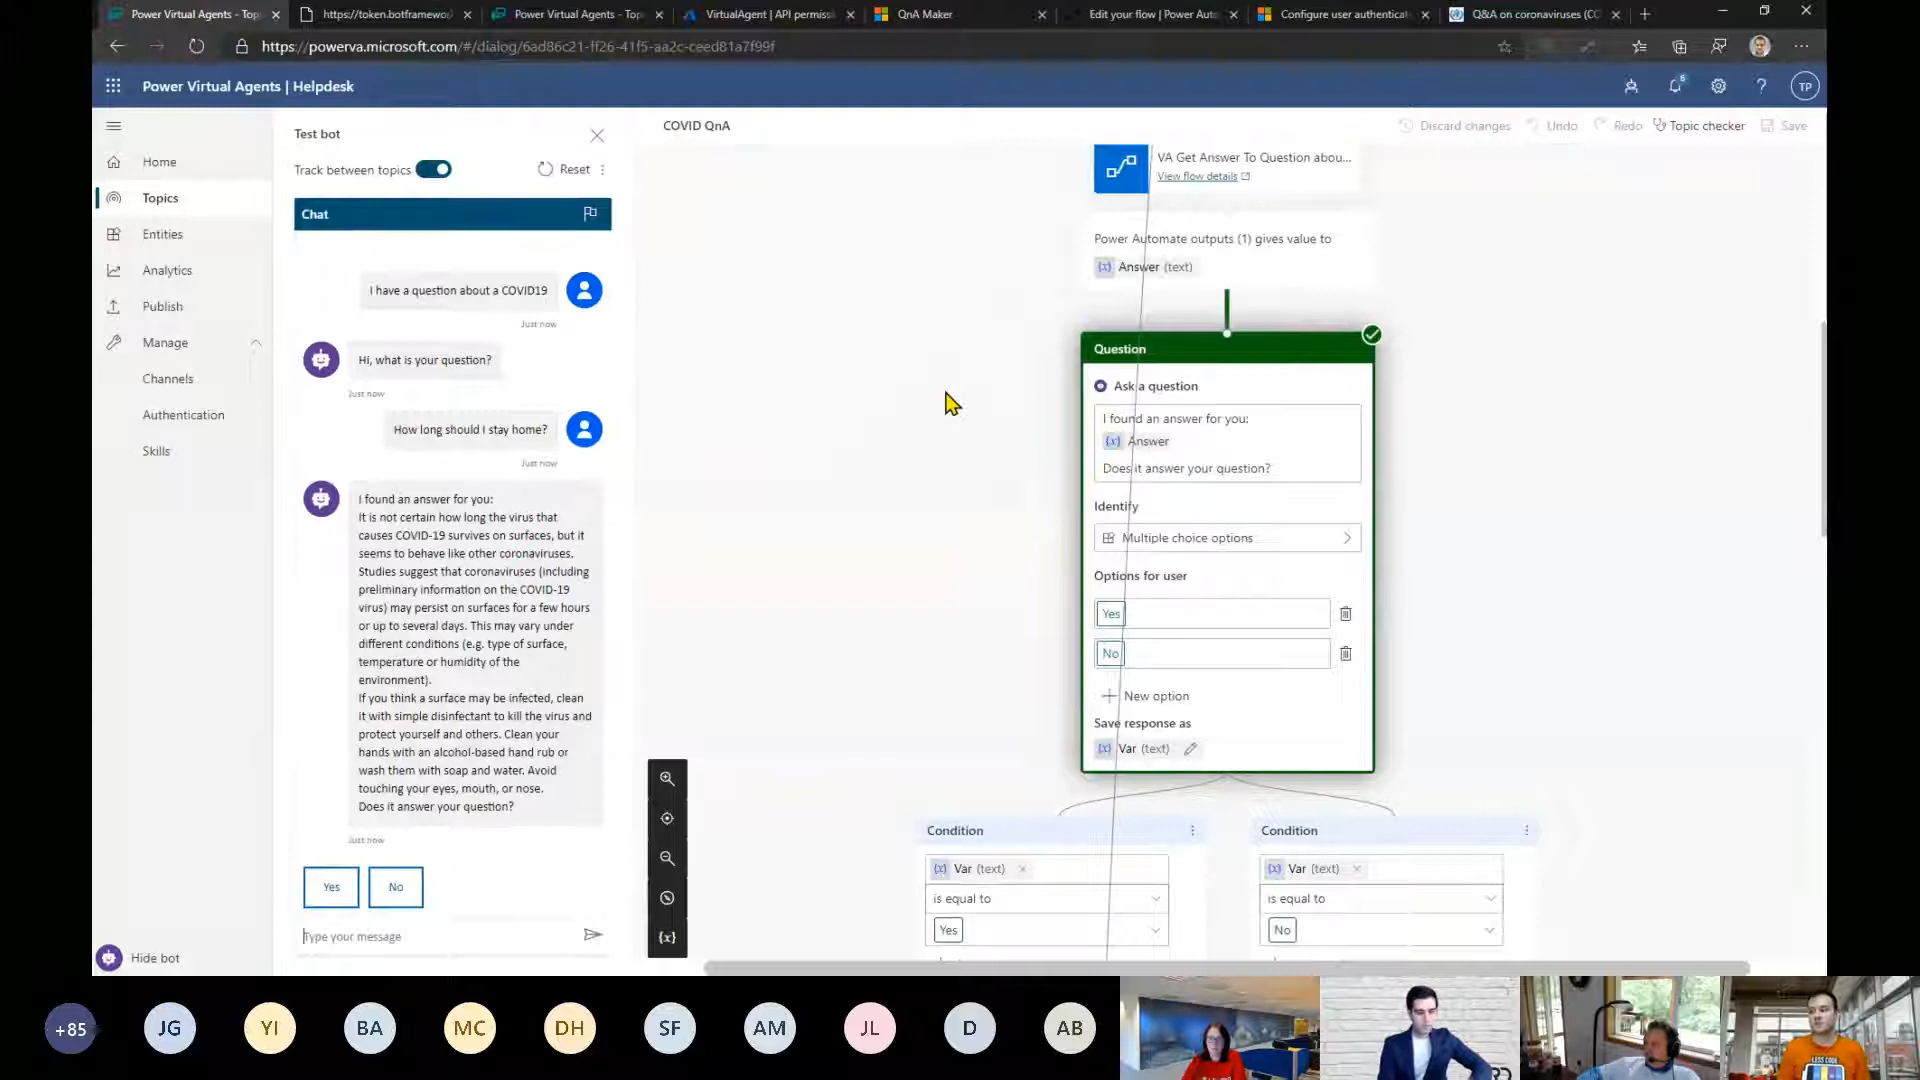 Power Virtual Agents - Topi
https://token.botframewor
Power Virtual Agents - Topi
VirtualAgent | API permissi
QnA Maker
Edit your flow | Power Auto
Configure user authenticat
Q&A on coronaviruses (CO
https://powerva.microsoft.com/#/dialog/6ad86c21-ff26-41f5-aa2c-ceed81a7f99f
Power Virtual Agents | Helpdesk
6
?
TP
Home
Topics
Entities
Analytics
Publish
Manage
Channels
Authentication
Skills
Hide bot
Test bot
Track between topics
Reset
Chat
I have a question about a COVID19
Just now
Hi, what is your question?
Just now
How long should I stay home?
Just now
I found an answer for you:
It is not certain how long the virus that
causes COVID-19 survives on surfaces, but it
seems to behave like other coronaviruses.
Studies suggest that coronaviruses (including
preliminary information on the COVID-19
virus) may persist on surfaces for a few hours
or up to several days. This may vary under
different conditions (e.g. type of surface,
temperature or humidity of the
environment).
If you think a surface may be infected, clean
it with simple disinfectant to kill the virus and
protect yourself and others. Clean your
hands with an alcohol-based hand rub or
wash them with soap and water. Avoid
touching your eyes, mouth, or nose.
Does it answer your question?
Just now
Yes
No
Type your message
COVID QnA
Discard changes
Undo
Redo
Topic checker
Save
VA Get Answer To Question abou...
View flow details
Power Automate outputs (1) gives value to
{x} Answer (text)
Question
Ask a question
I found an answer for you:
{x} Answer
Does it answer your question?
Identify
Multiple choice options
Options for user
Yes
No
New option
Save response as
{x} Var (text)
{x}
Condition
{x} Var (text)
is equal to
Yes
Condition
{x} Var (text)
is equal to
No
+85
JG
YI
BA
MC
DH
SF
AM
JL
D
AB
LESS CODE